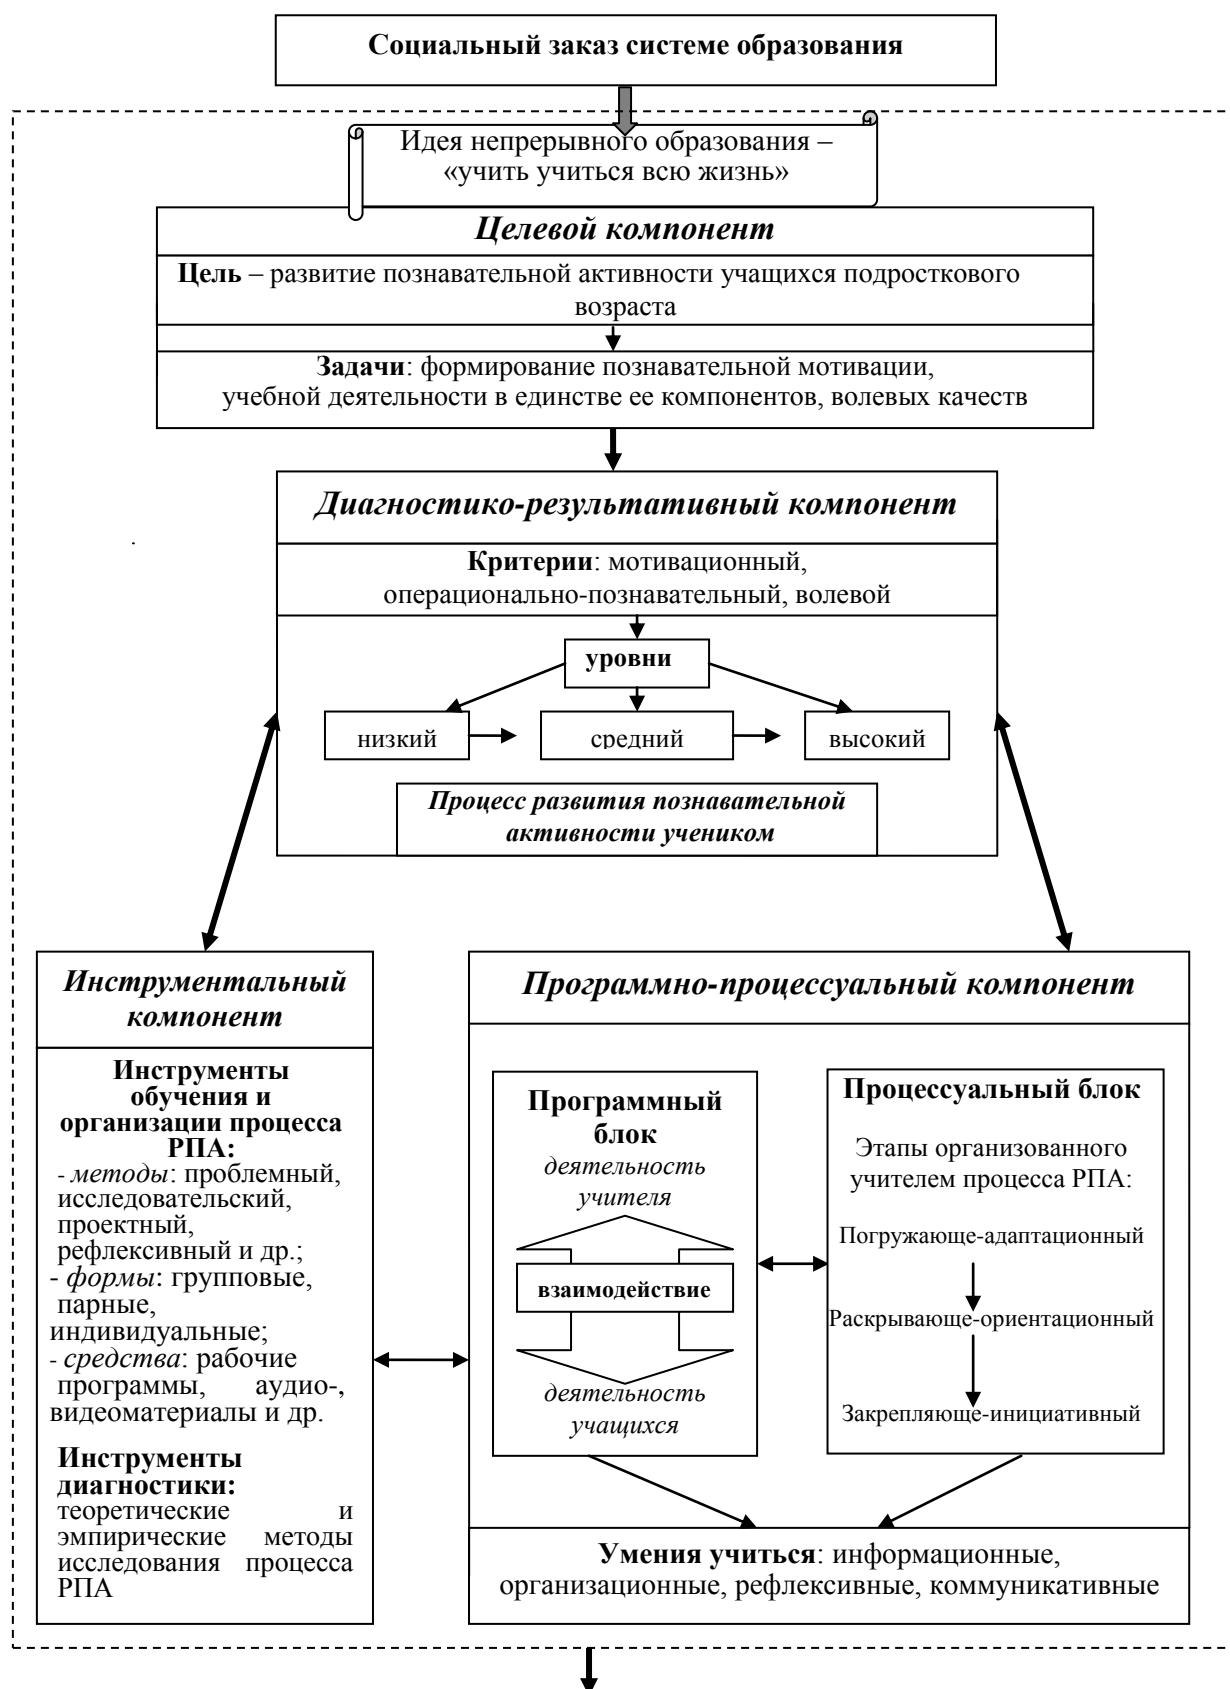 Социальный заказ системе образования
Идея непрерывного образования –
«учить учиться всю жизнь»
Целевой компонент
Цель – развитие познавательной активности учащихся подросткового
возраста
Задачи: формирование познавательной мотивации,
учебной деятельности в единстве ее компонентов, волевых качеств
Диагностико-результативный компонент
Критерии: мотивационный,
операционально-познавательный, волевой
уровни
низкий
средний
высокий
Процесс развития познавательной
активности учеником
Инструментальный
компонент
Инструменты
обучения и
организации процесса
РПА:
- методы: проблемный,
исследовательский,
проектный,
рефлексивный и др.;
- формы: групповые,
парные,
индивидуальные;
- средства: рабочие
программы, аудио-,
видеоматериалы и др.
Инструменты
диагностики:
теоретические и
эмпирические методы
исследования процесса
РПА
Программно-процессуальный компонент
Программный
блок
деятельность
учителя
взаимодействие
деятельность
учащихся
Процессуальный блок
Этапы организованного
учителем процесса РПА:
Погружающе-адаптационный
Раскрывающе-ориентационный
Закрепляюще-инициативный
Умения учиться: информационные,
организационные, рефлексивные, коммуникативные